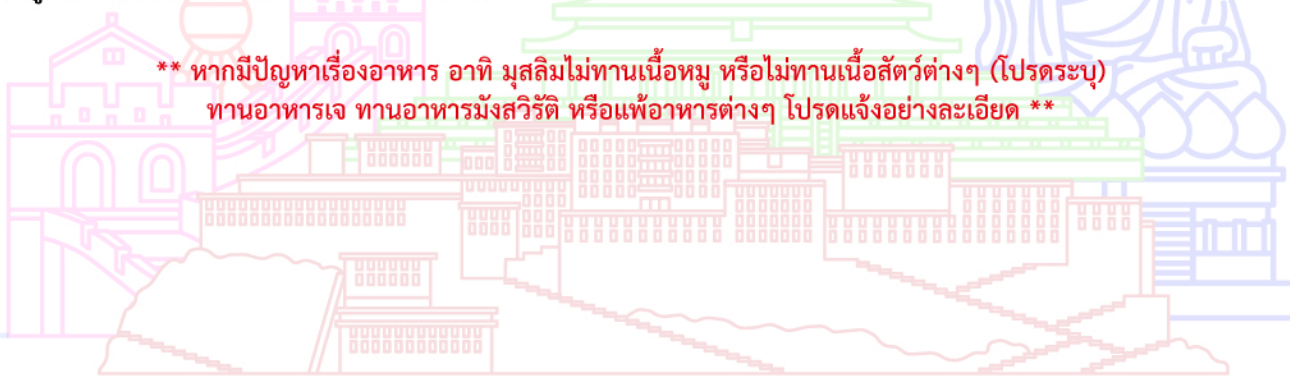 ** หากมีปัญหาเรื่องอาหาร อาทิ มุสลิมไม่ทานเนื้อหมู หรือไม่ทานเนื้อสัตว์ต่างๆ (โปรดระบุ)
ทานอาหารเจ ทานอาหารมังสวิรัติ หรือแพ้อาหารต่างๆ โปรดแจ้งอย่างละเอียด **